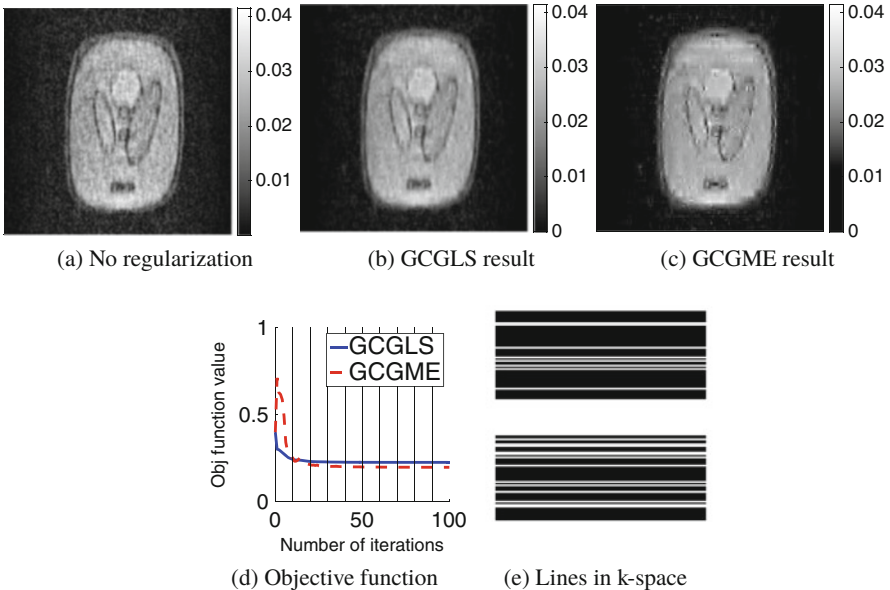 0.04
0.03
0.02
0.01
(a) No regularization
0.04
0.03
0.02
0.01
0
(b) GCGLS result
0.04
0.03
0.02
0.01
0
(c) GCGME result
1
0.5
0
Obj function value
GCGLS
GCGME
0 50 100
Number of iterations
(d) Objective function
(e) Lines in k-space